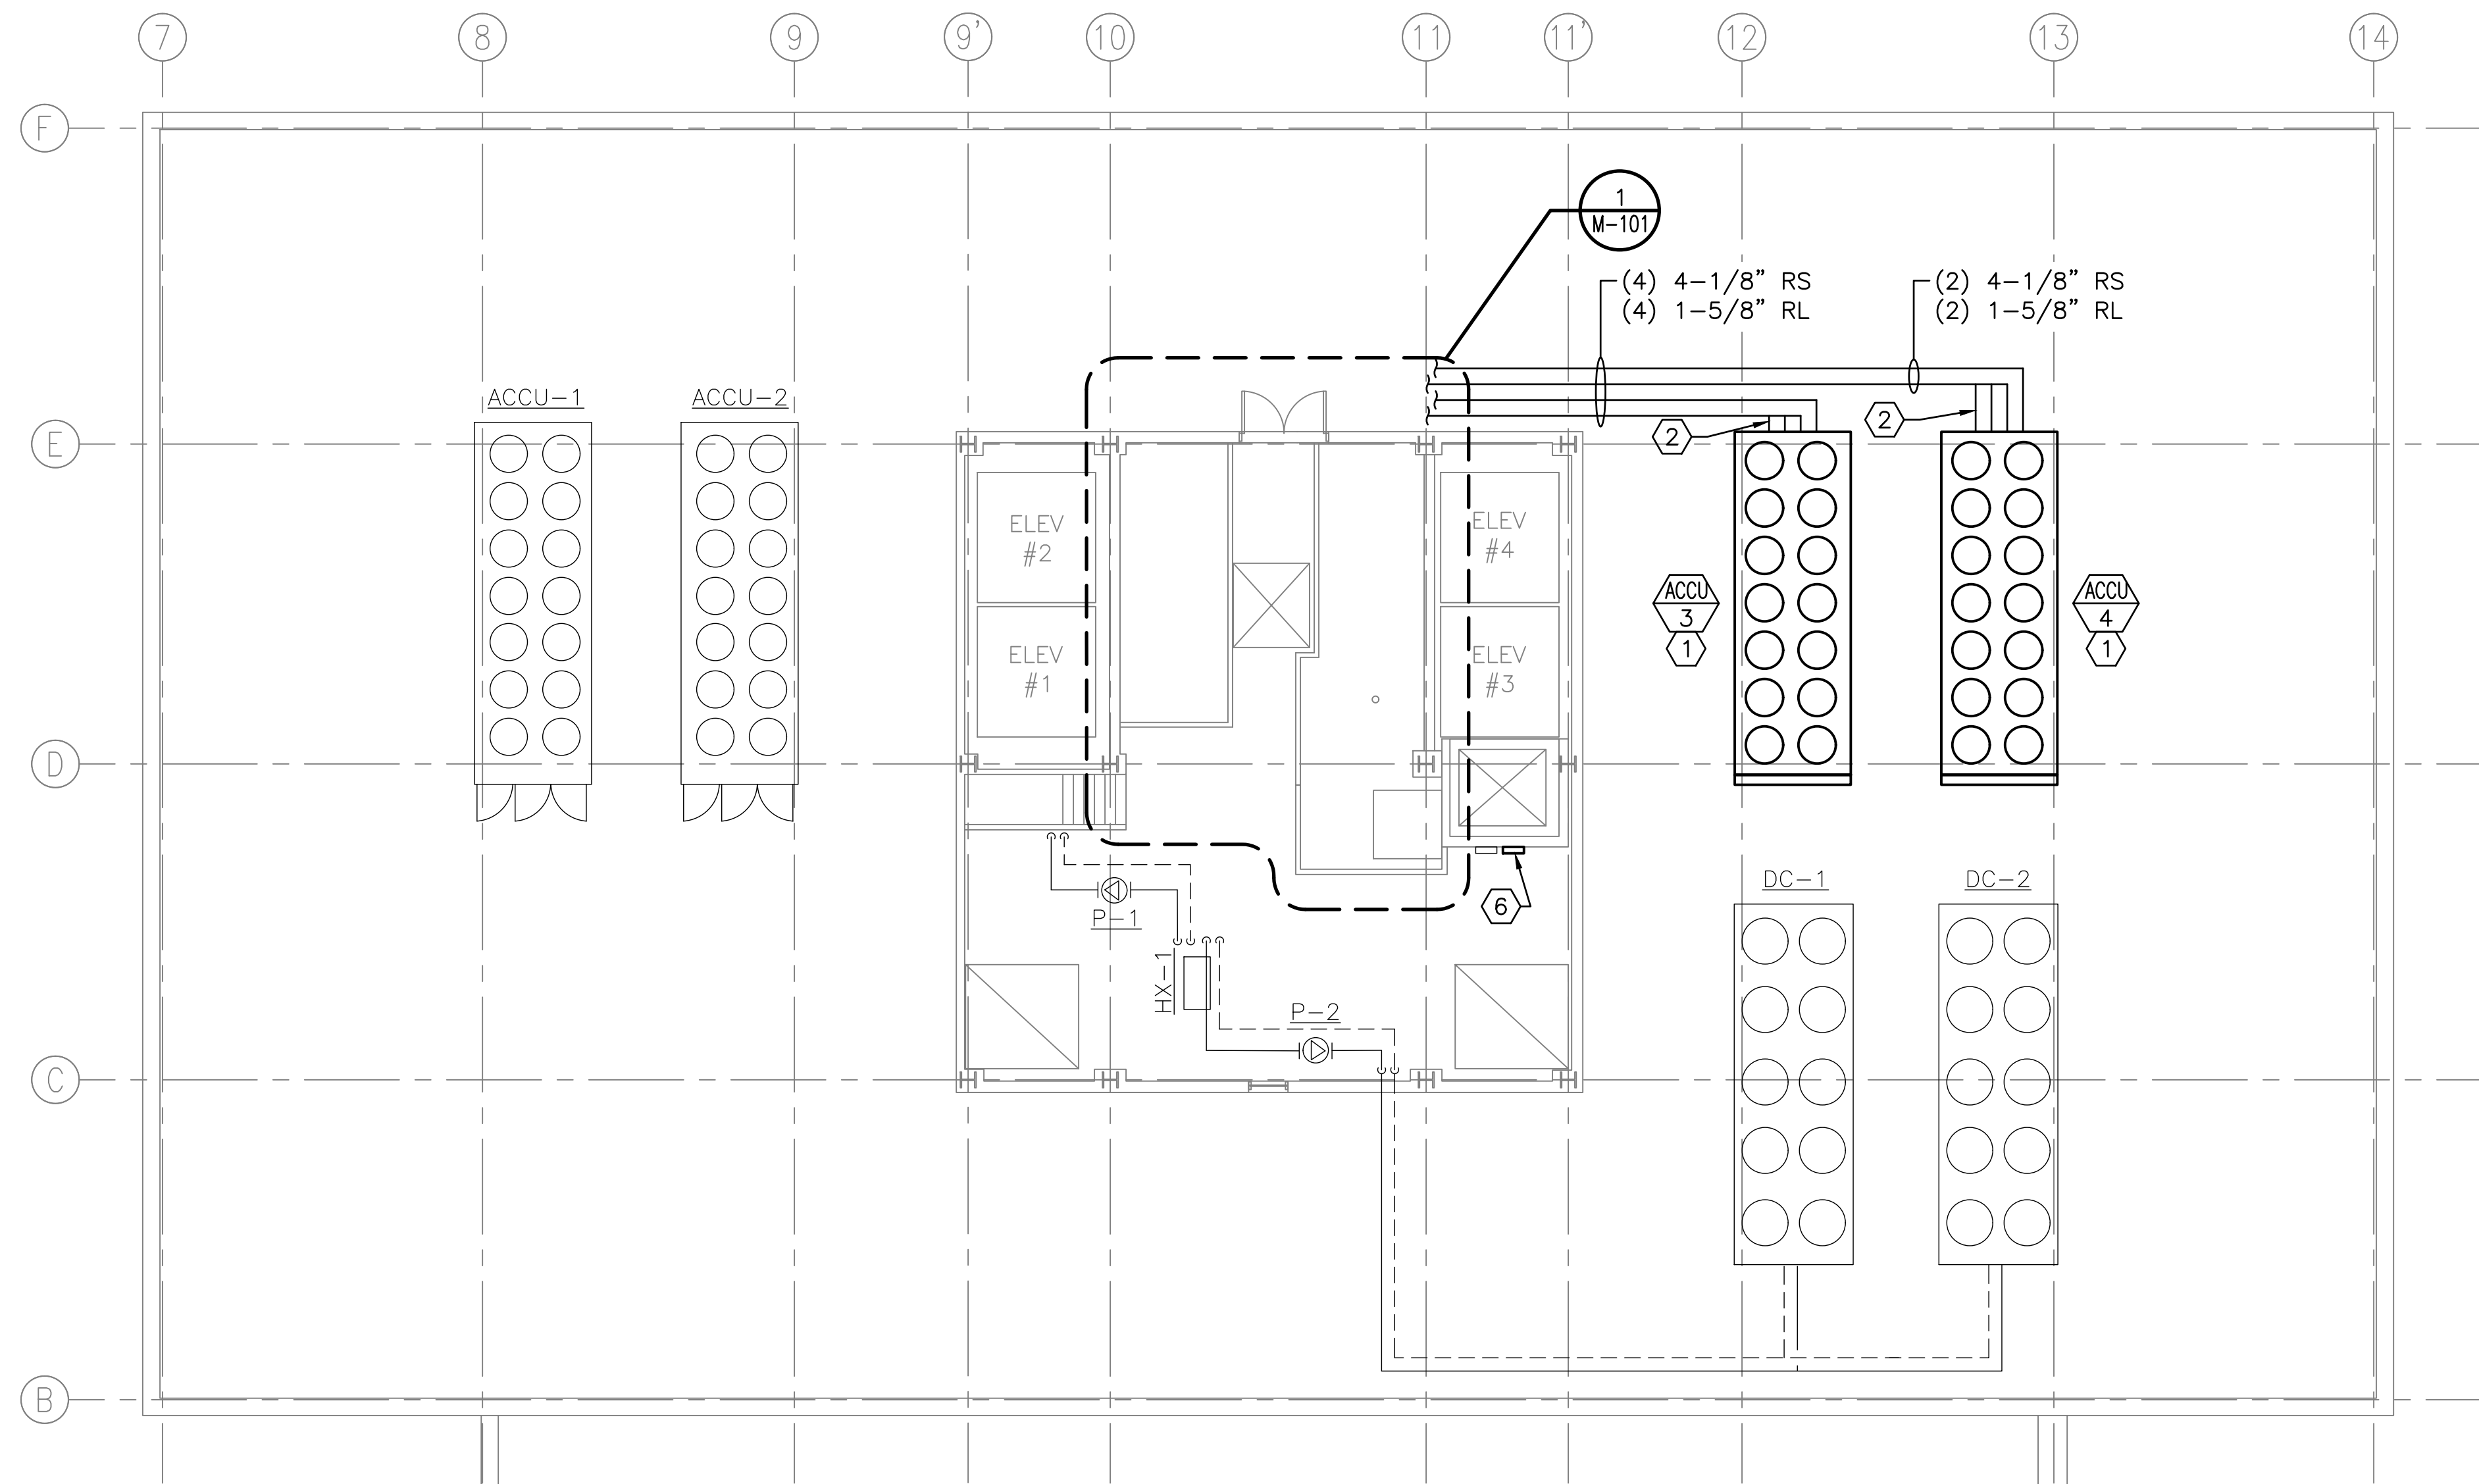 7
8
9
9'
10
11
11'
12
13
14
F
E
D
C
B
1
M-101
(4) 4-1/8" RS
(4) 1-5/8" RL
(2) 4-1/8" RS
(2) 1-5/8" RL
ACCU-1
ACCU-2
2
2
ELEV
#2
ELEV
#4
ELEV
#1
ELEV
#3
ACCU
3
1
ACCU
4
1
6
DC-1
DC-2
P-1
HX-1
P-2